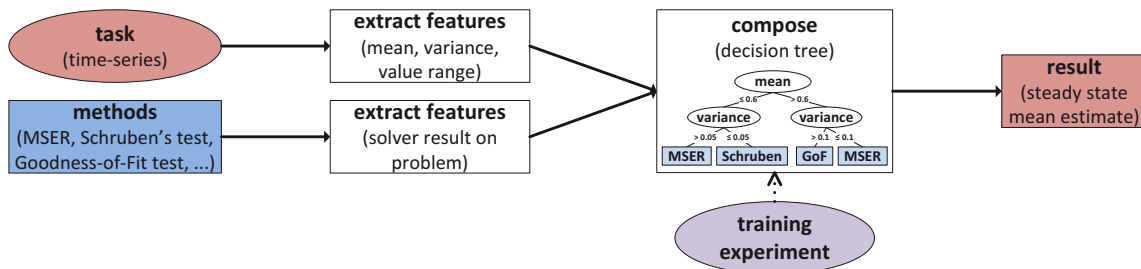 task
(time-series)
extract features
(mean, variance,
value range)
methods
(MSER, Schruben's test,
Goodness-of-Fit test, ...)
extract features
(solver result on
problem)
compose
(decision tree)
mean
≤ 0.6 > 0.6
variance variance
> 0.05 ≤ 0.05 > 0.1 ≤ 0.1
MSER Schruben GoF MSER
training
experiment
result
(steady state
mean estimate)